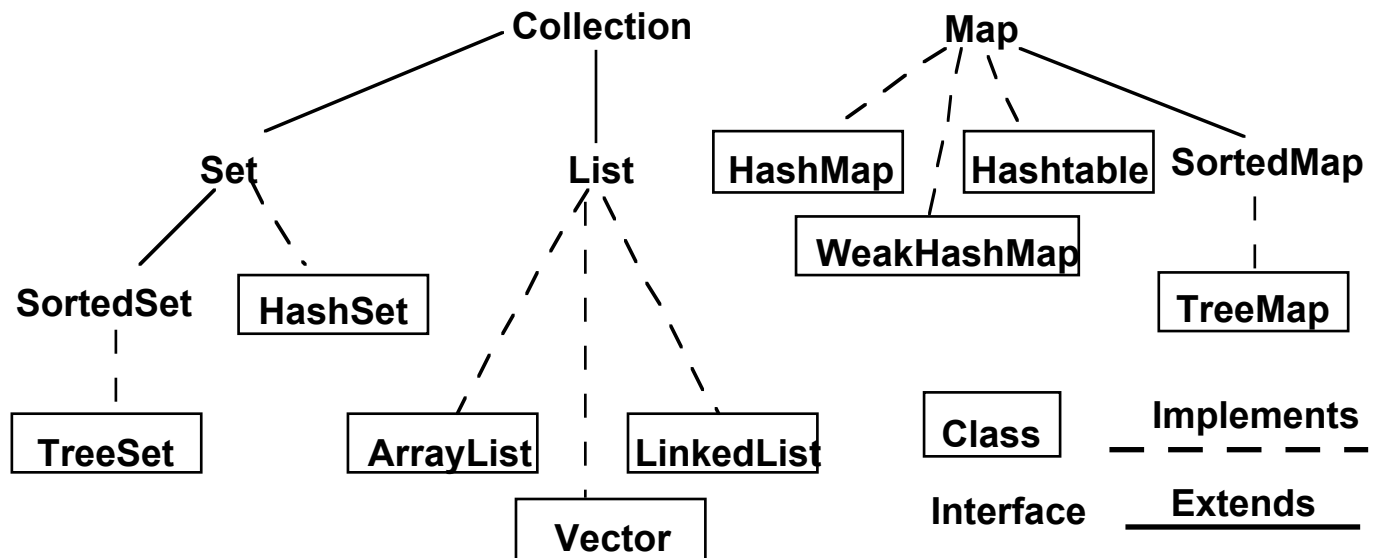 Collection
Map
Set
List
HashMap
Hashtable
SortedMap
WeakHashMap
SortedSet
HashSet
TreeMap
TreeSet
ArrayList
LinkedList
Vector
Class
Implements
Interface
Extends